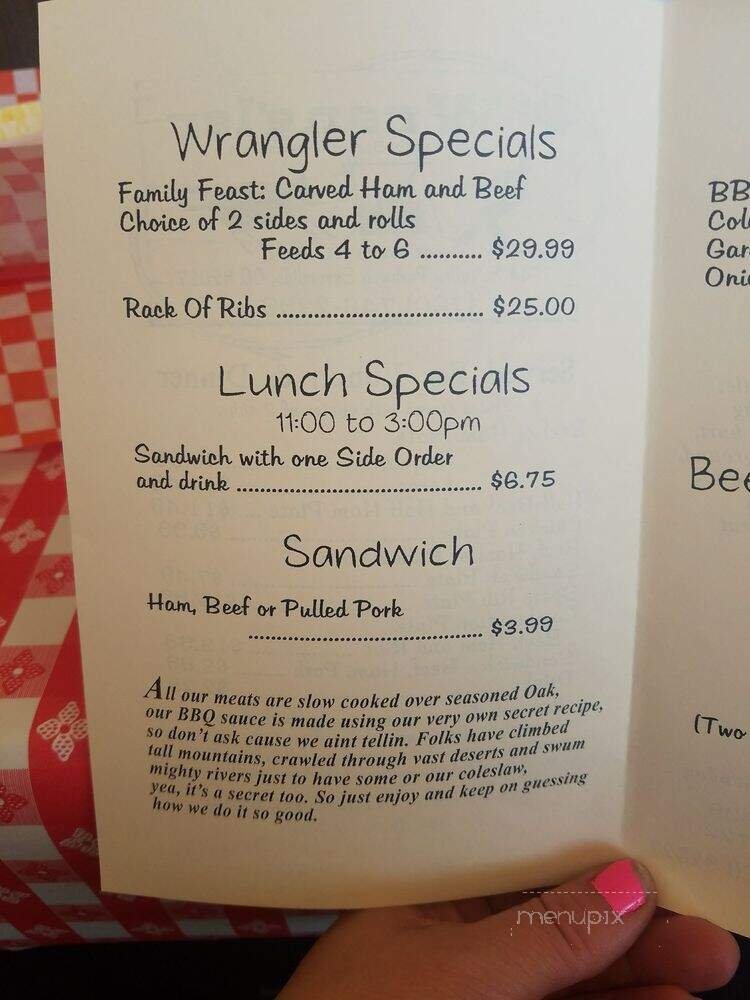 Wrangler Specials
Family Feast: Carved Ham and Beef
Choice of 2 sides and rolls
Feeds 4 to 6 .......... $29.99
Rack Of Ribs ................................ $25.00
Lunch Specials
11:00 to 3:00pm
Sandwich with one Side Order
and drink ...................................... $6.75
Sandwich
Ham, Beef or Pulled Pork
.................................... $3.99
All our meats are slow cooked over seasoned Oak,
our BBQ sauce is made using our very own secret recipe,
so don't ask cause we aint tellin. Folks have climbed
tall mountains, crawled through vast deserts and swum
mighty rivers just to have some or our coleslaw,
yea, it's a secret too. So just enjoy and keep on guessing
how we do it so good.
BB
Col
Gar
Oni
Bee
(Two
menupix